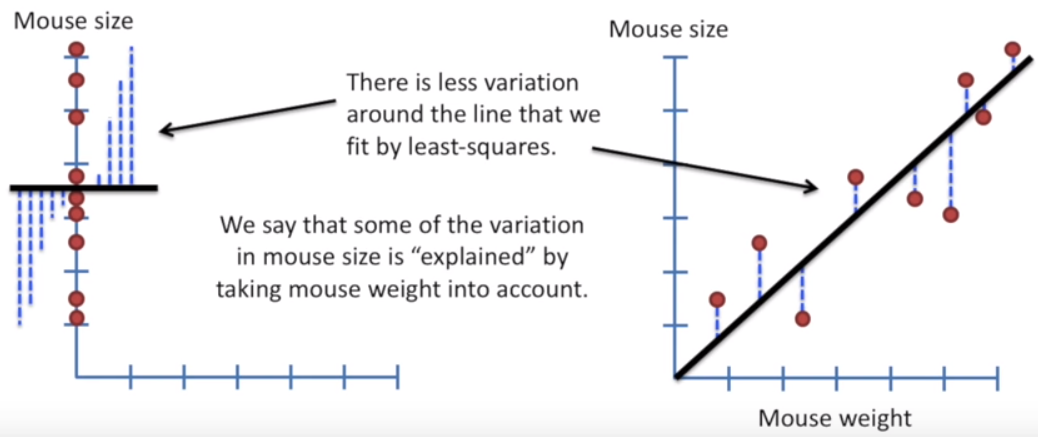 Mouse size
There is less variation
around the line that we
fit by least-squares.
We say that some of the variation
in mouse size is “explained” by
taking mouse weight into account.
Mouse size
Mouse weight